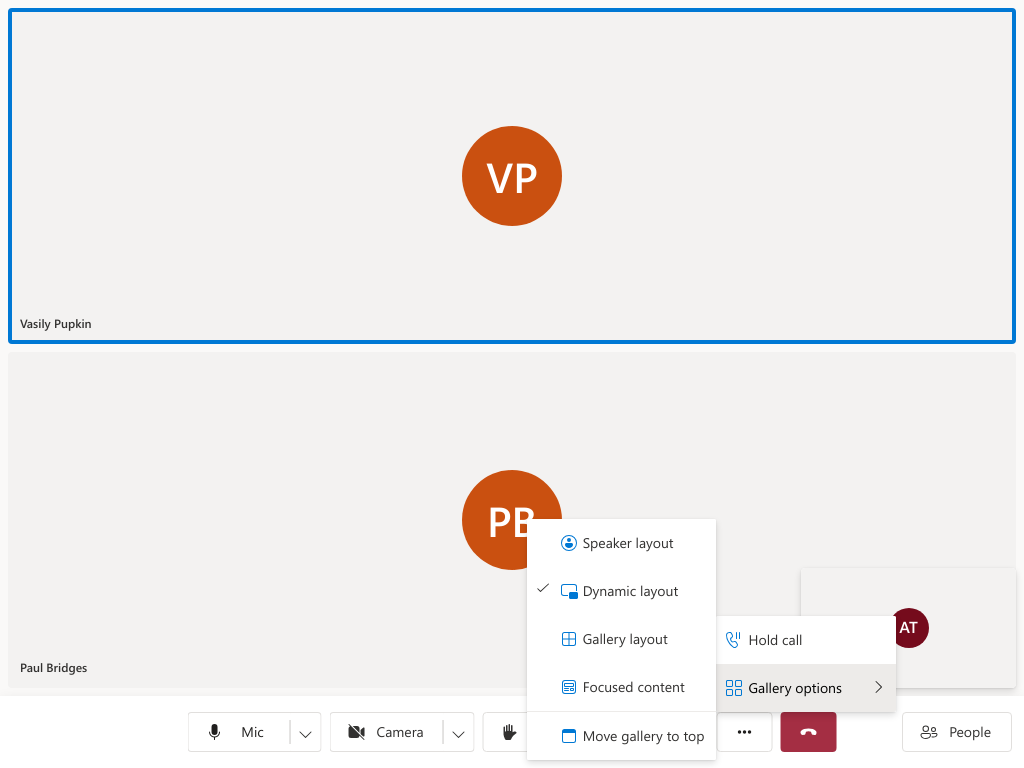 VP
Vasily Pupkin
PB
Paul Bridges
AT
Speaker layout
Dynamic layout
Gallery layout
Focused content
Move gallery to top
Hold call
Gallery options
Mic
Camera
People